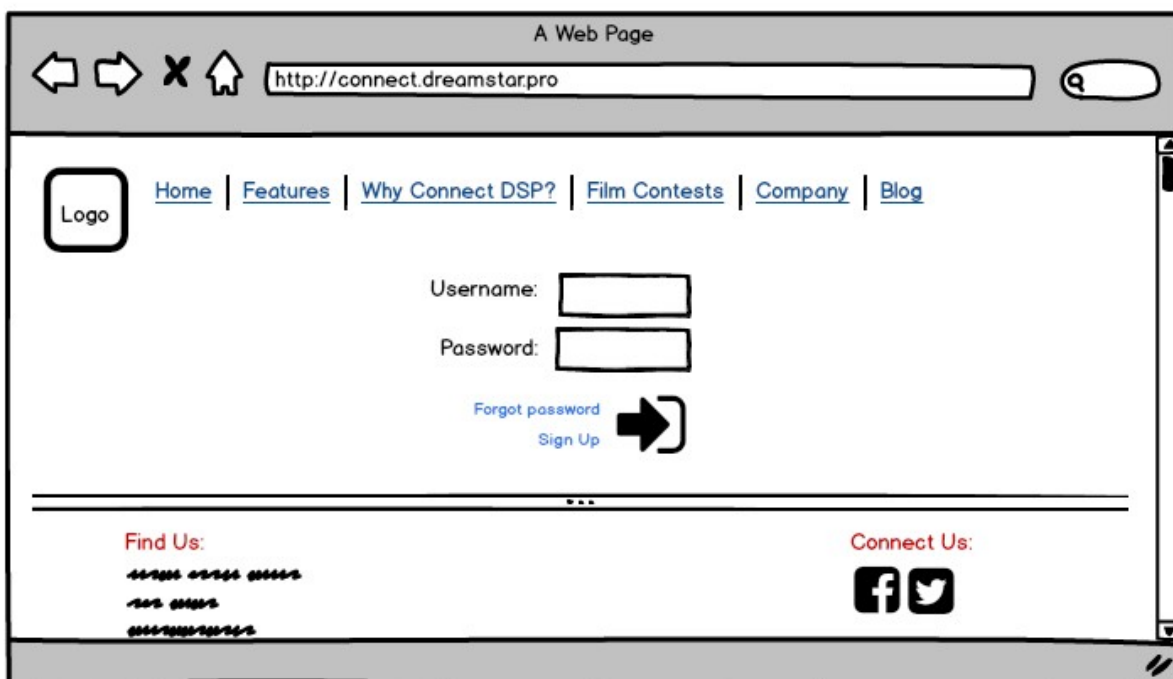 A Web Page
http://connect.dreamstar.pro
Logo
Home Features Why Connect DSP? Film Contests Company Blog
Username:
Password:
Forgot password
Sign Up
Find Us:
Connect Us: